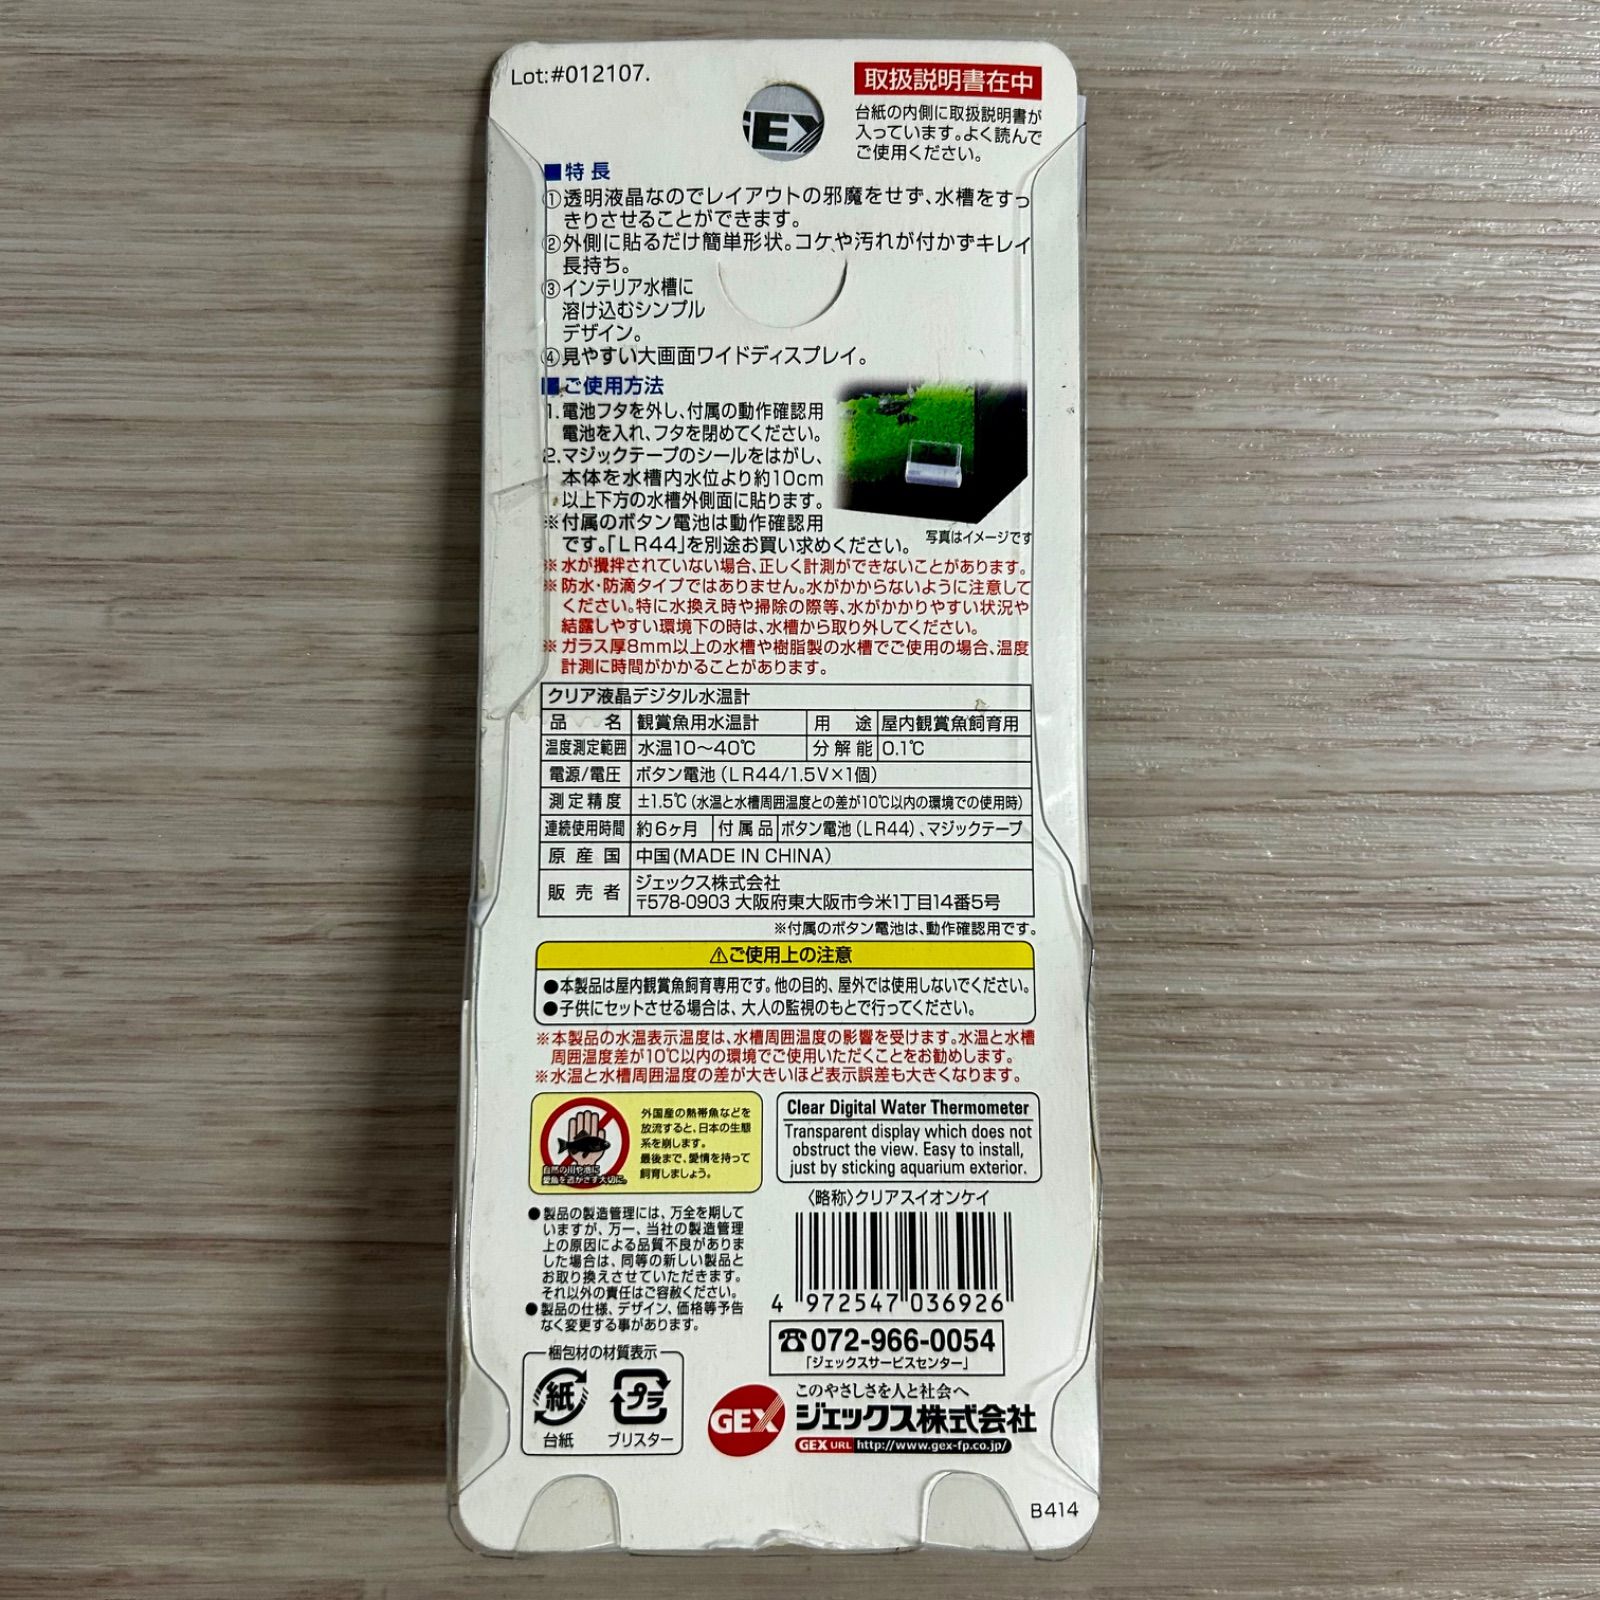 Lot:#012107.
取扱説明書在中
台紙の内側に取扱説明書が
入っています。よく読んで
ご使用ください。
GEX
■特長
①透明液晶なのでレイアウトの邪魔をせず、水槽をすっ
きりさせることができます。
②外側に貼るだけ簡単形状。コケや汚れが付かずキレイ
長持ち。
③インテリア水槽に
溶け込むシンプル
デザイン。
④見やすい大画面ワイドディスプレイ。
■ご使用方法
1.電池フタを外し、付属の動作確認用
電池を入れ、フタを閉めてください。
2.マジックテープのシールをはがし、
本体を水槽内水位より約10cm
以上下方の水槽外側面に貼ります。
※付属のボタン電池は動作確認用
です。「LR44」を別途お買い求めください。
写真はイメージです
※水が攪拌されていない場合、正しく計測ができないことがあります。
※防水・防滴タイプではありません。水がかからないように注意して
ください。特に水換え時や掃除の際等、水がかかりやすい状況や
結露しやすい環境下の時は、水槽から取り外してください。
※ガラス厚8mm以上の水槽や樹脂製の水槽でご使用の場合、温度
計測に時間がかかることがあります。
クリア液晶デジタル水温計
品名 観賞魚用水温計 用途 屋内観賞魚飼育用
温度測定範囲 水温10～40℃ 分解能 0.1℃
電源/電圧 ボタン電池（LR44/1.5V×1個）
測定精度 ±1.5℃（水温と水槽周囲温度との差が10℃以内の環境での使用時）
連続使用時間 約6ヶ月 付属品 ボタン電池（LR44）、マジックテープ
原産国 中国(MADE IN CHINA)
販売者 ジェックス株式会社
〒578-0903 大阪府東大阪市今米1丁目14番5号
※付属のボタン電池は、動作確認用です。
⚠ご使用上の注意
●本製品は屋内観賞魚飼育専用です。他の目的、屋外では使用しないでください。
●子供にセットさせる場合は、大人の監視のもとで行ってください。
※本製品の水温表示温度は、水槽周囲温度の影響を受けます。水温と水槽
周囲温度差が10℃以内の環境でご使用いただくことをお勧めします。
※水温と水槽周囲温度の差が大きいほど表示誤差も大きくなります。
外国産の熱帯魚などを
放流すると、日本の生態
系を崩します。
最後まで、愛情を持って
飼育しましょう。
自然の川や池に
愛魚を逃がさず大切に。
Clear Digital Water Thermometer
Transparent display which does not
obstruct the view. Easy to install,
just by sticking aquarium exterior.
〈略称〉クリアスイオンケイ
4 972547 036926
●製品の製造管理には、万全を期して
いますが、万一、当社の製造管理
上の原因による品質不良がありま
した場合は、同等の新しい製品と
お取り換えさせていただきます。
それ以外の責任はご容赦ください。
●製品の仕様、デザイン、価格等予告
なく変更する事があります。
☎072-966-0054
「ジェックスサービスセンター」
梱包材の材質表示
紙 プラ
台紙 ブリスター
このやさしさを人と社会へ
GEX ジェックス株式会社
GEX URL http://www.gex-fp.co.jp/
B414